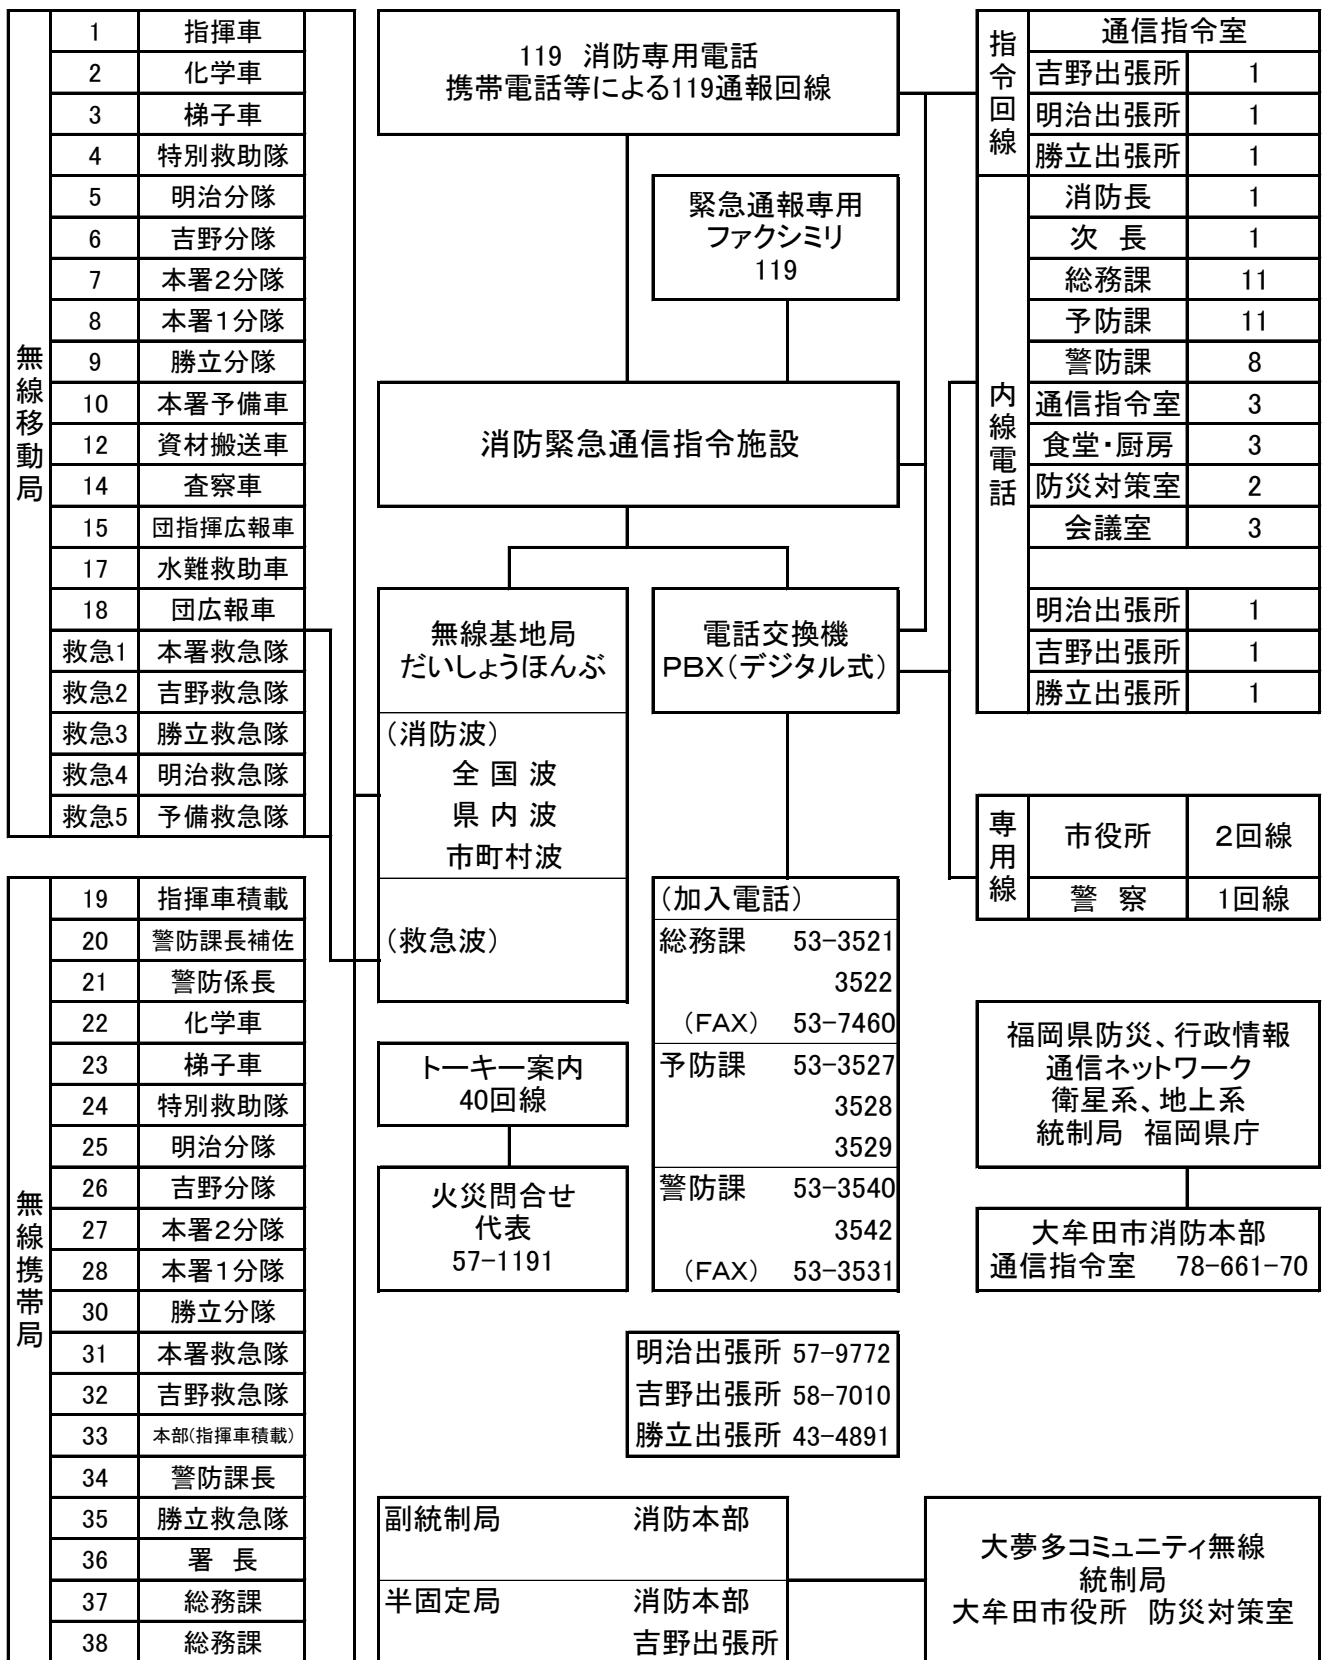 無線移動局
1 指揮車
2 化学車
3 梯子車
4 特別救助隊
5 明治分隊
6 吉野分隊
7 本署2分隊
8 本署1分隊
9 勝立分隊
10 本署予備車
12 資材搬送車
14 査察車
15 団指揮広報車
17 水難救助車
18 団広報車
救急1 本署救急隊
救急2 吉野救急隊
救急3 勝立救急隊
救急4 明治救急隊
救急5 予備救急隊
無線携帯局
19 指揮車積載
20 警防課長補佐
21 警防係長
22 化学車
23 梯子車
24 特別救助隊
25 明治分隊
26 吉野分隊
27 本署2分隊
28 本署1分隊
30 勝立分隊
31 本署救急隊
32 吉野救急隊
33 本部(指揮車積載)
34 警防課長
35 勝立救急隊
36 署 長
37 総務課
38 総務課
119 消防専用電話
携帯電話等による119通報回線
緊急通報専用
ファクシミリ
119
消防緊急通信指令施設
無線基地局
だいしょうほんぶ
(消防波)
全 国 波
県 内 波
市町村波
(救急波)
電話交換機
PBX(デジタル式)
(加入電話)
総務課 53-3521
3522
(FAX) 53-7460
予防課 53-3527
3528
3529
警防課 53-3540
3542
(FAX) 53-3531
トーキー案内
40回線
火災問合せ
代表
57-1191
明治出張所 57-9772
吉野出張所 58-7010
勝立出張所 43-4891
副統制局 消防本部
半固定局 消防本部
吉野出張所
指令回線
通信指令室
吉野出張所 1
明治出張所 1
勝立出張所 1
内線電話
消防長 1
次 長 1
総務課 11
予防課 11
警防課 8
通信指令室 3
食堂・厨房 3
防災対策室 2
会議室 3
明治出張所 1
吉野出張所 1
勝立出張所 1
専用線
市役所 2回線
警 察 1回線
福岡県防災、行政情報
通信ネットワーク
衛星系、地上系
統制局 福岡県庁
大牟田市消防本部
通信指令室 78-661-70
大夢多コミュニティ無線
統制局
大牟田市役所 防災対策室